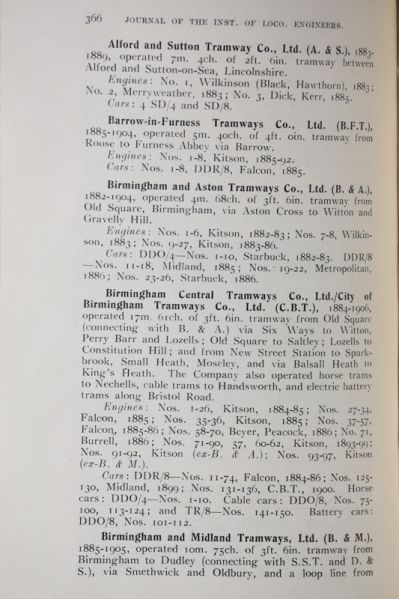 366 JOURNAL OF THE INST. OF LOCO. ENGINEERS.
Alford and Sutton Tramway Co., Ltd. (A. & S.), 1883-
1889, operated 7m. 4ch. of 2ft. 6in. tramway between
Alford and Sutton-on-Sea, Lincolnshire.
Engines: No. 1, Wilkinson (Black, Hawthorn), 1883;
No. 2, Merryweather, 1883; No. 3, Dick, Kerr, 1885.
Cars: 4 SD/4 and SD/8.
Barrow-in-Furness Tramways Co., Ltd. (B.F.T.),
1885-1904, operated 5m. 40ch. of 4ft. 0in. tramway from
Roose to Furness Abbey via Barrow.
Engines: Nos. 1-8, Kitson, 1885-92.
Cars: Nos. 1-8, DDR/8, Falcon, 1885.
Birmingham and Aston Tramways Co., Ltd. (B. & A.),
1882-1904, operated 4m. 68ch. of 3ft. 6in. tramway from
Old Square, Birmingham, via Aston Cross to Witton and
Gravelly Hill.
Engines: Nos. 1-6, Kitson, 1882-83; Nos. 7-8, Wilkin-
son, 1883; Nos. 9-27, Kitson, 1883-86.
Cars: DDO/4—Nos. 1-10, Starbuck, 1882-83. DDR/8
—Nos. 11-18, Midland, 1885; Nos. 19-22, Metropolitan,
1886; Nos. 23-26, Starbuck, 1886.
Birmingham Central Tramways Co., Ltd./City of
Birmingham Tramways Co., Ltd. (C.B.T.), 1884-1906,
operated 17m. 61ch. of 3ft. 6in. tramway from Old Square
(connecting with B. & A.) via Six Ways to Witton,
Perry Barr and Lozells; Old Square to Saltley; Lozells to
Constitution Hill; and from New Street Station to Spark-
brook, Small Heath, Moseley, and via Balsall Heath to
King's Heath. The Company also operated horse trams
to Nechells, cable trams to Handsworth, and electric battery
trams along Bristol Road.
Engines: Nos. 1-26, Kitson, 1884-85; Nos. 27-34,
Falcon, 1885; Nos. 35-36, Kitson, 1885; Nos. 37-57,
Falcon, 1885-86; Nos. 58-70, Beyer, Peacock, 1886; No. 71,
Burrell, 1886; Nos. 71-90, 57, 60-62, Kitson, 1893-99;
Nos. 91-92, Kitson (ex-B. & A.); Nos. 93-97, Kitson
(ex-B. & M.).
Cars: DDR/8—Nos. 11-74, Falcon, 1884-86; Nos. 125-
130, Midland, 1899; Nos. 131-136, C.B.T., 1900. Horse
cars: DDO/4—Nos. 1-10. Cable cars: DDO/8, Nos. 75-
100, 113-124; and TR/8—Nos. 141-150. Battery cars:
DDO/8, Nos. 101-112.
Birmingham and Midland Tramways, Ltd. (B. & M.),
1885-1905, operated 10m. 75ch. of 3ft. 6in. tramway from
Birmingham to Dudley (connecting with S.S.T. and D. &
S.), via Smethwick and Oldbury, and a loop line from